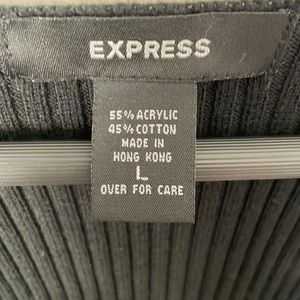 EXPRESS
55% ACRYLIC
45% COTTON
MADE IN
HONG KONG
L
OVER FOR CARE